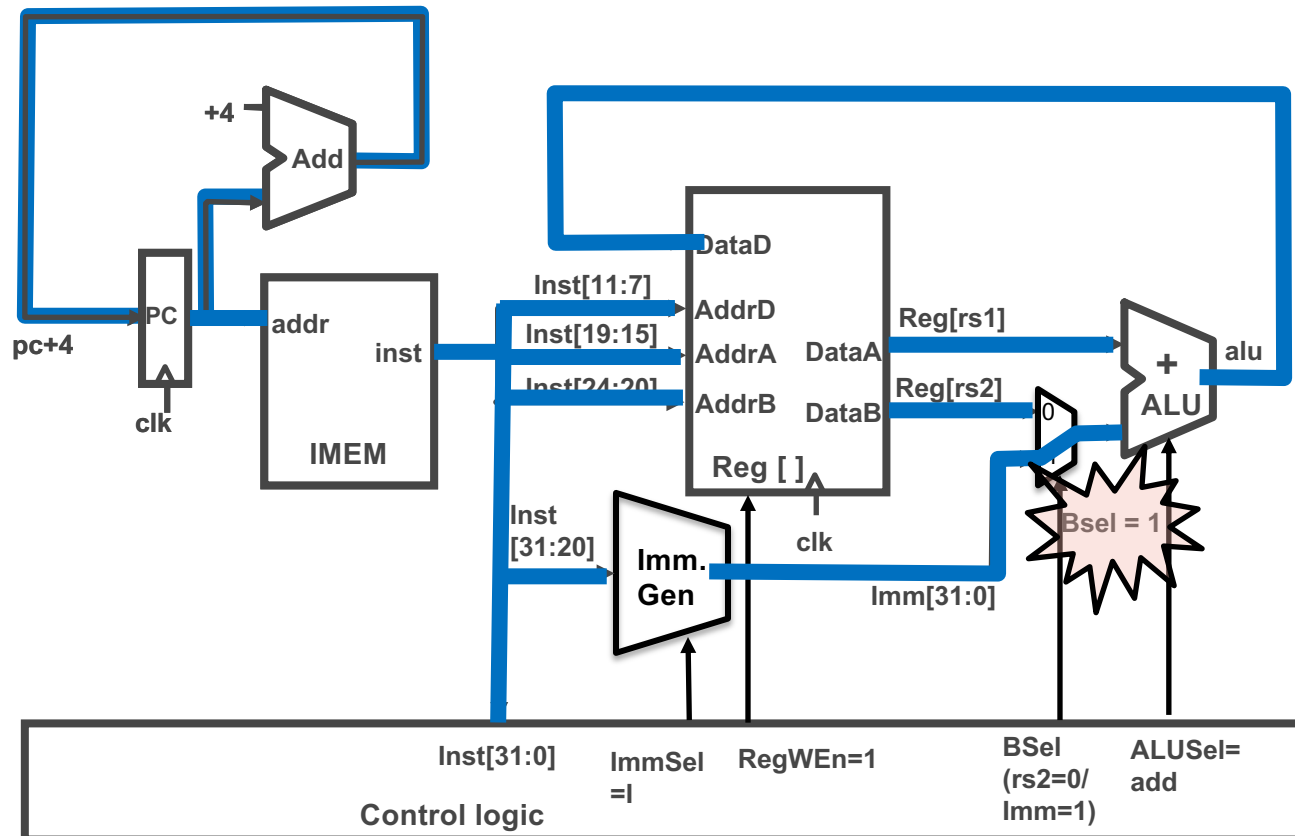 +4
Add
PC
pc+4
clk
addr
inst
IMEM
Inst[11:7]
Inst[19:15]
Inst[24:20]
DataD
AddrD
AddrA
AddrB
DataA
DataB
Reg [ ]
clk
Reg[rs1]
Reg[rs2]
0
+
ALU
alu
Bsel = 1
Inst
[31:20]
Imm.
Gen
Imm[31:0]
Inst[31:0]
ImmSel
=I
RegWEn=1
BSel
(rs2=0/
Imm=1)
ALUSel=
add
Control logic